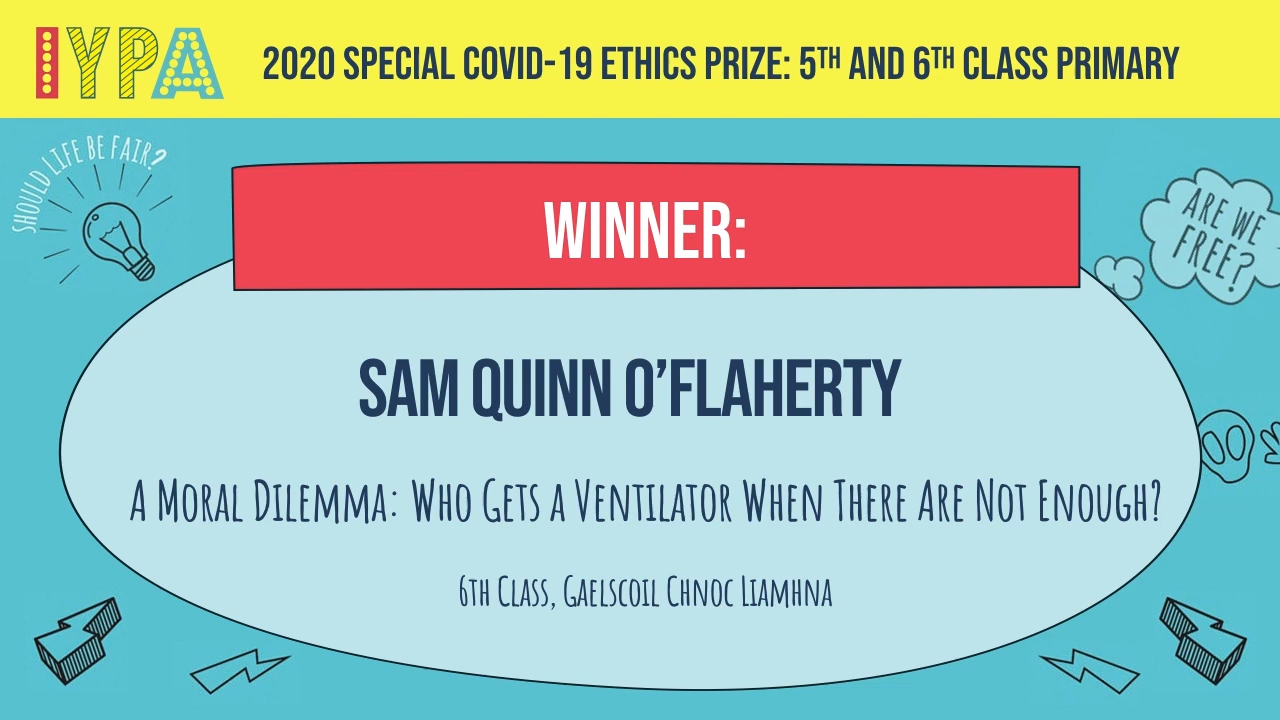 IYPA
2020 SPECIAL COVID-19 ETHICS PRIZE: 5TH AND 6TH CLASS PRIMARY
SHOULD LIFE BE FAIR?
WINNER:
ARE WE
FREE?
SAM QUINN O'FLAHERTY
A MORAL DILEMMA: WHO GETS A VENTILATOR WHEN THERE ARE NOT ENOUGH?
6TH CLASS, GAELSCOIL CHNOC LIAMHNA